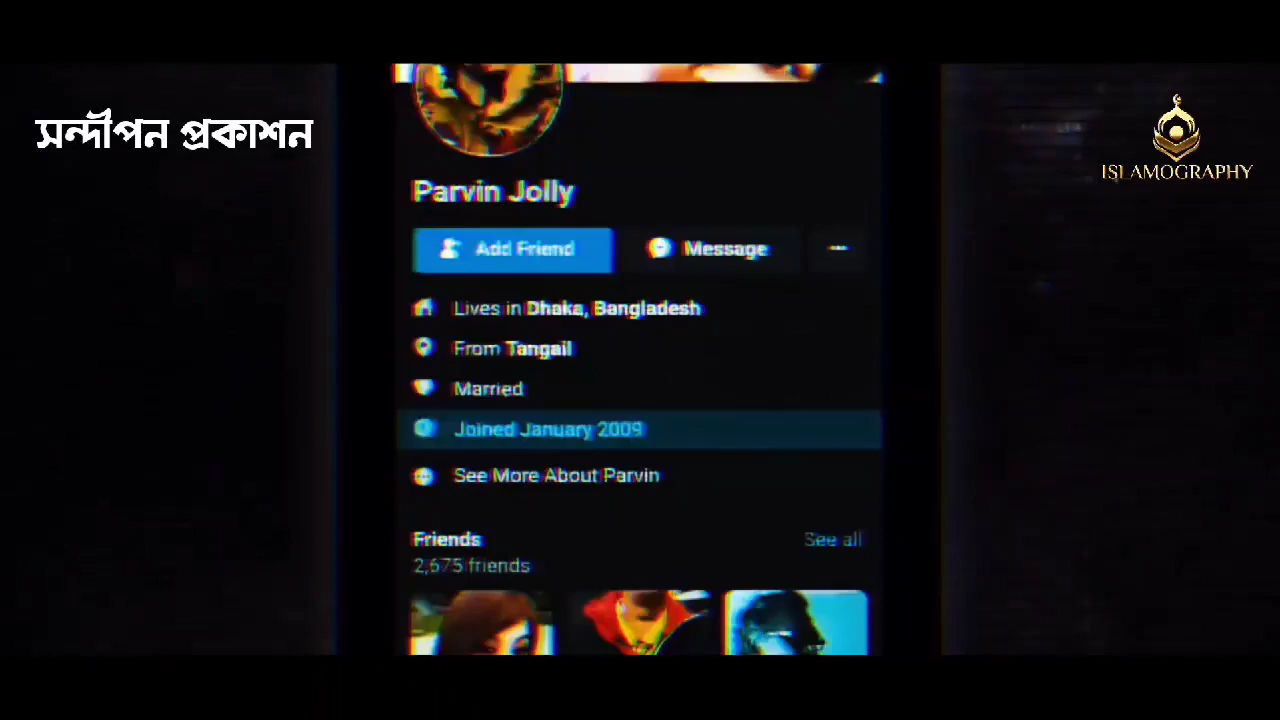 সন্দীপন প্রকাশন
ISLAMOGRAPHY
Parvin Jolly
Add Friend
Message
Lives in Dhaka, Bangladesh
From Tangail
Married
Joined January 2009
See More About Parvin
Friends
See all
2,675 friends